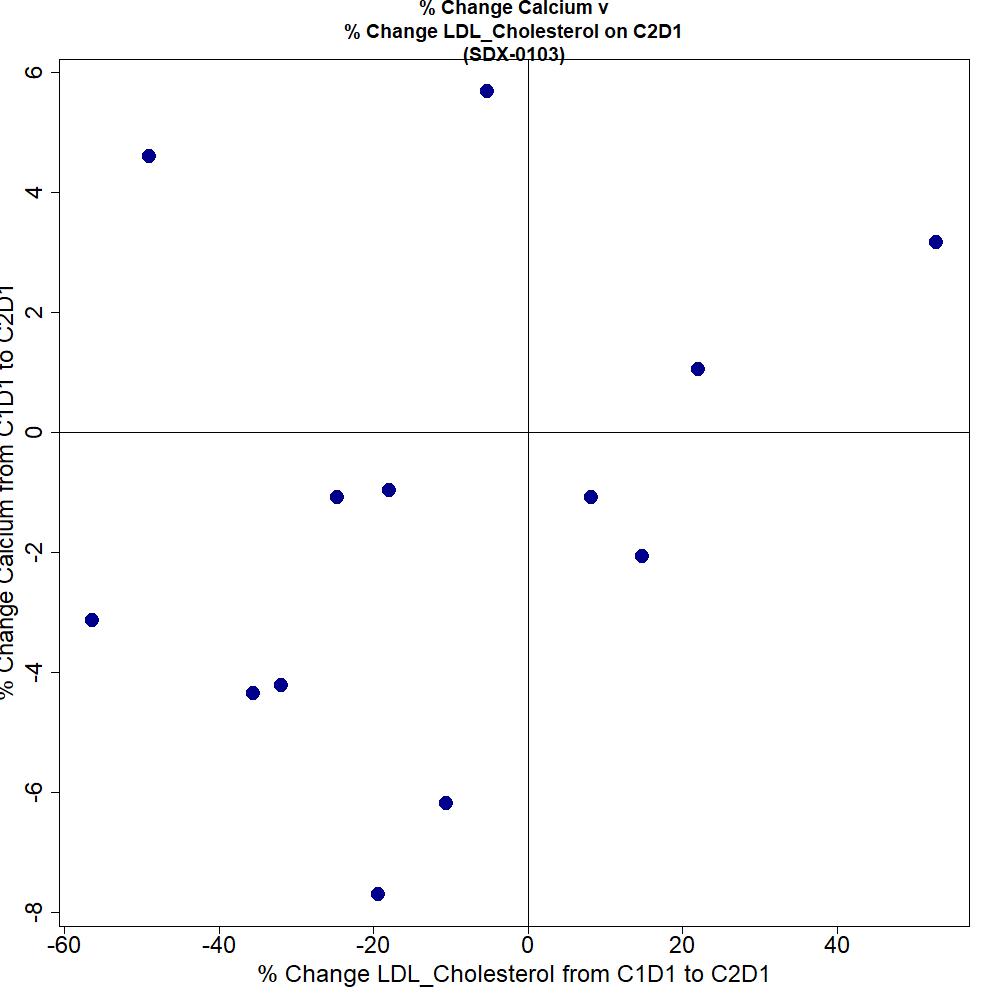 % Change Calcium v
% Change LDL_Cholesterol on C2D1
(SDX-0103)
% Change Calcium from C1D1 to C2D1
6
4
2
0
-2
-4
-6
-8
-60
-40
-20
0
20
40
% Change LDL_Cholesterol from C1D1 to C2D1